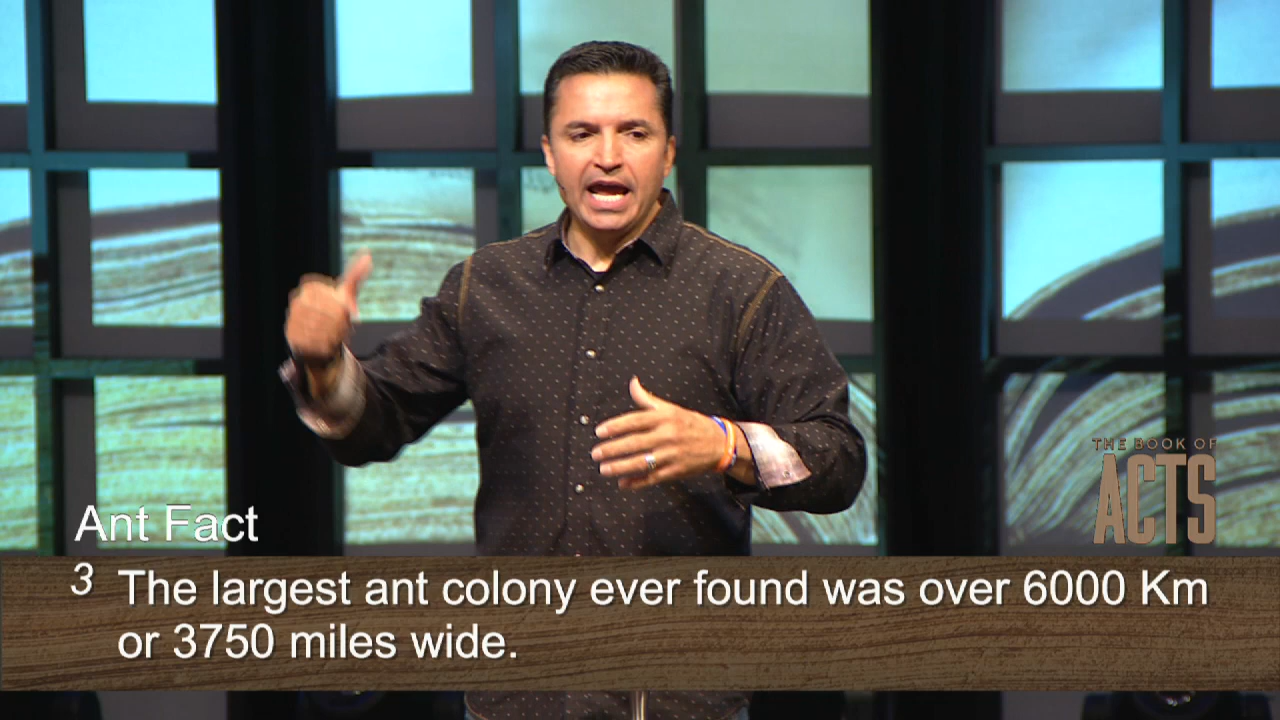 THE BOOK OF
ACTS
Ant Fact
3 The largest ant colony ever found was over 6000 Km
or 3750 miles wide.